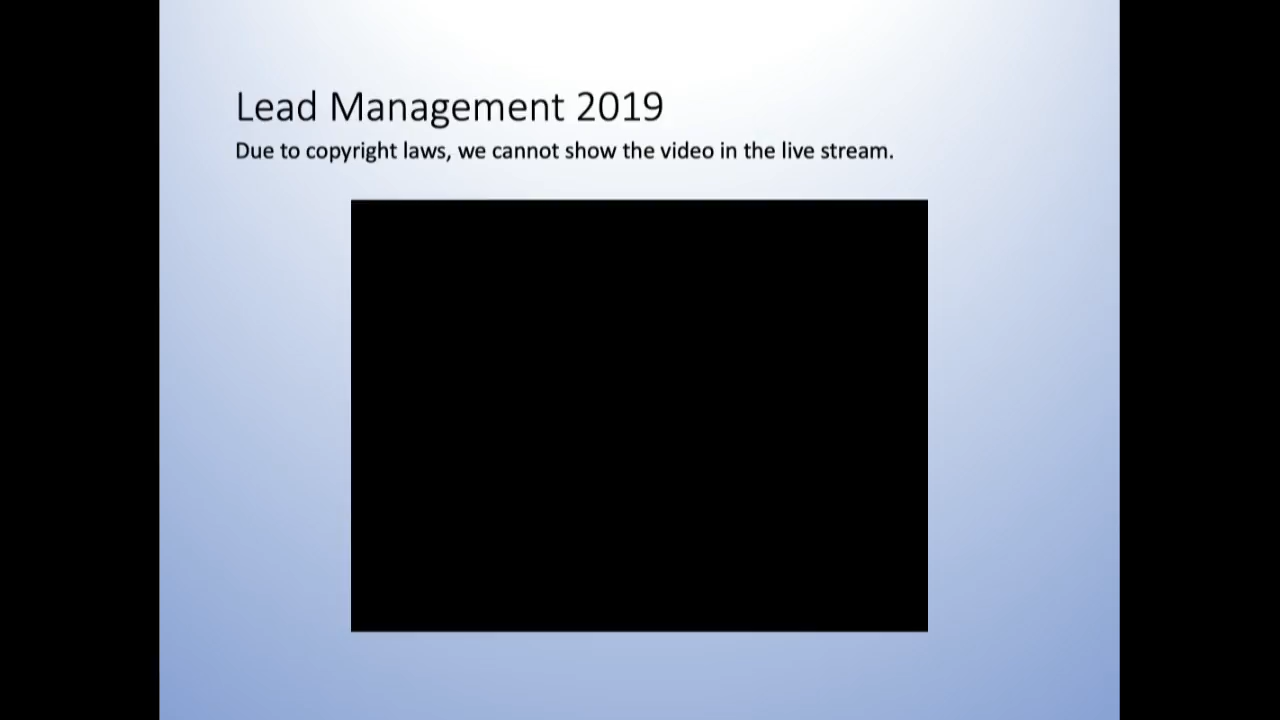 Lead Management 2019
Due to copyright laws, we cannot show the video in the live stream.